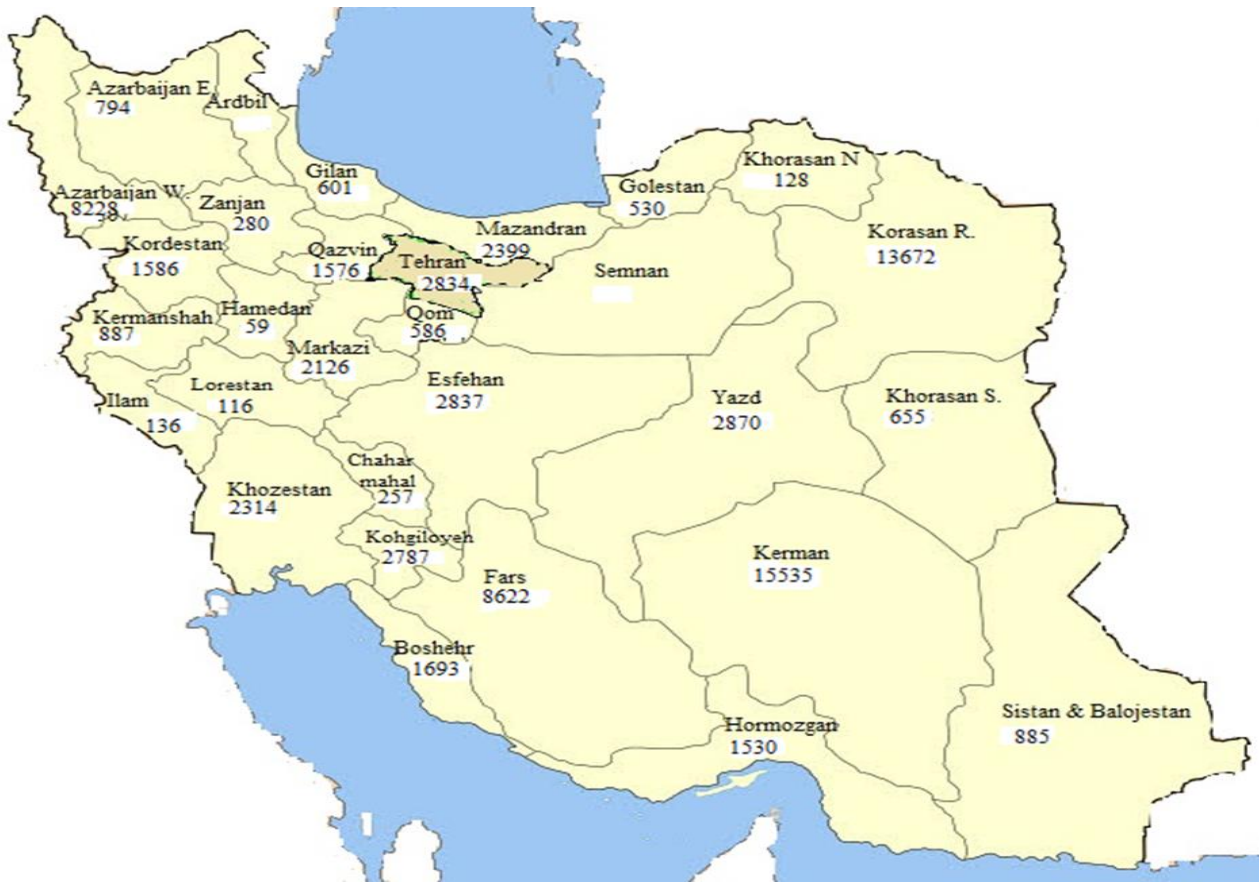 Azarbaijan E
794
Ardbil
Khorasan N
128
Gilan
601
Golestan
530
Azarbaijan W.
8228
Zanjan
280
Mazandran
2399
Korasan R.
13672
Kordestan
1586
Qazvin
1576
Tehran
2834
Semnan
Kermanshah
887
Hamedan
59
Qom
586
Markazi
2126
Esfehan
2837
Lorestan
116
Ilam
136
Yazd
2870
Khorasan S.
655
Chahar
mahal
257
Khozestan
2314
Kohgiloyeh
2787
Kerman
15535
Fars
8622
Boshehr
1693
Hormozgan
1530
Sistan & Balojestan
885